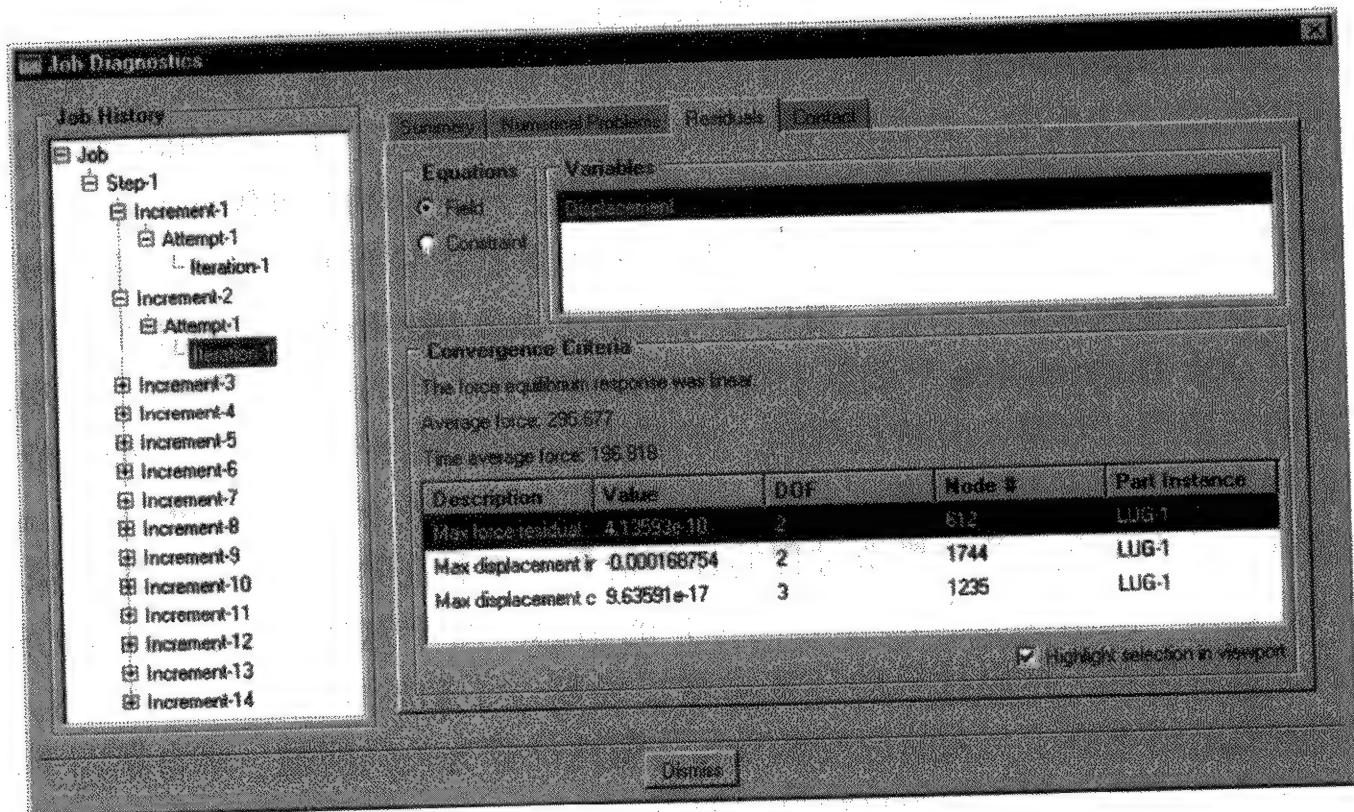 Job Diagnostics
Job History
Job
Step-1
Increment-1
Attempt-1
Iteration-1
Increment-2
Attempt-1
Iteration-1
Increment-3
Increment-4
Increment-5
Increment-6
Increment-7
Increment-8
Increment-9
Increment-10
Increment-11
Increment-12
Increment-13
Increment-14
Summary Numerical Problems Residuals Contact
Equations Variables
Field
Constraint
Displacement
Convergence Criteria
The force equilibrium response was linear.
Average force: 295.677
Time average force: 196.818
Description Value DOF Node # Part Instance
Max force residual 4.13593e-10 2 612 LUG-1
Max displacement ir -0.000168754 2 1744 LUG-1
Max displacement c 9.63591e-17 3 1235 LUG-1
Highlight selection in viewport
Dismiss